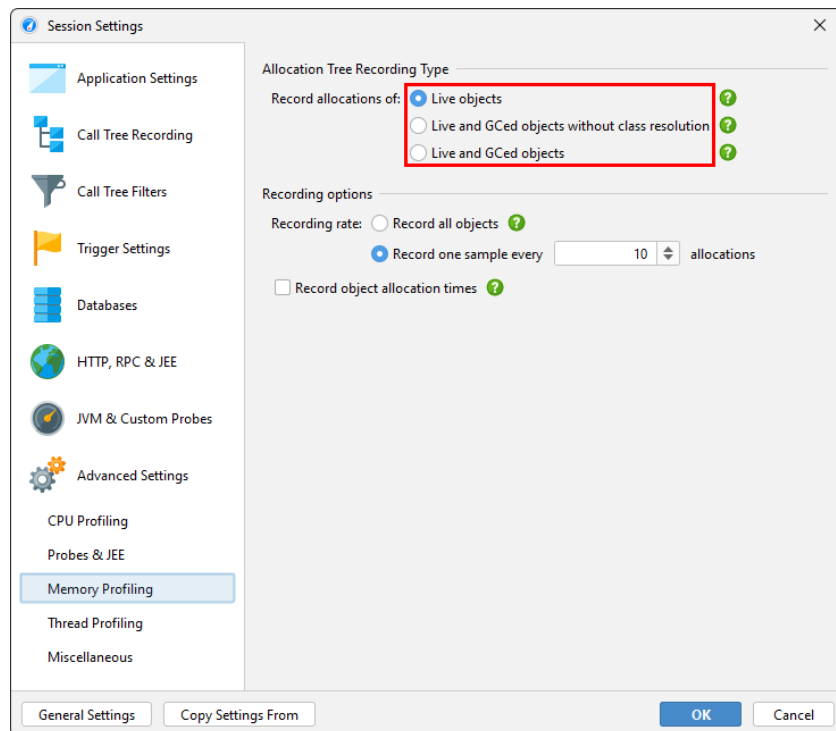 Session Settings
Application Settings
Call Tree Recording
Call Tree Filters
Trigger Settings
Databases
HTTP, RPC & JEE
JVM & Custom Probes
Advanced Settings
CPU Profiling
Probes & JEE
Memory Profiling
Thread Profiling
Miscellaneous
Allocation Tree Recording Type
Record allocations of: Live objects ?
Live and GCed objects without class resolution ?
Live and GCed objects ?
Recording options
Recording rate: Record all objects ?
Record one sample every 10 allocations
Record object allocation times ?
General Settings Copy Settings From OK Cancel